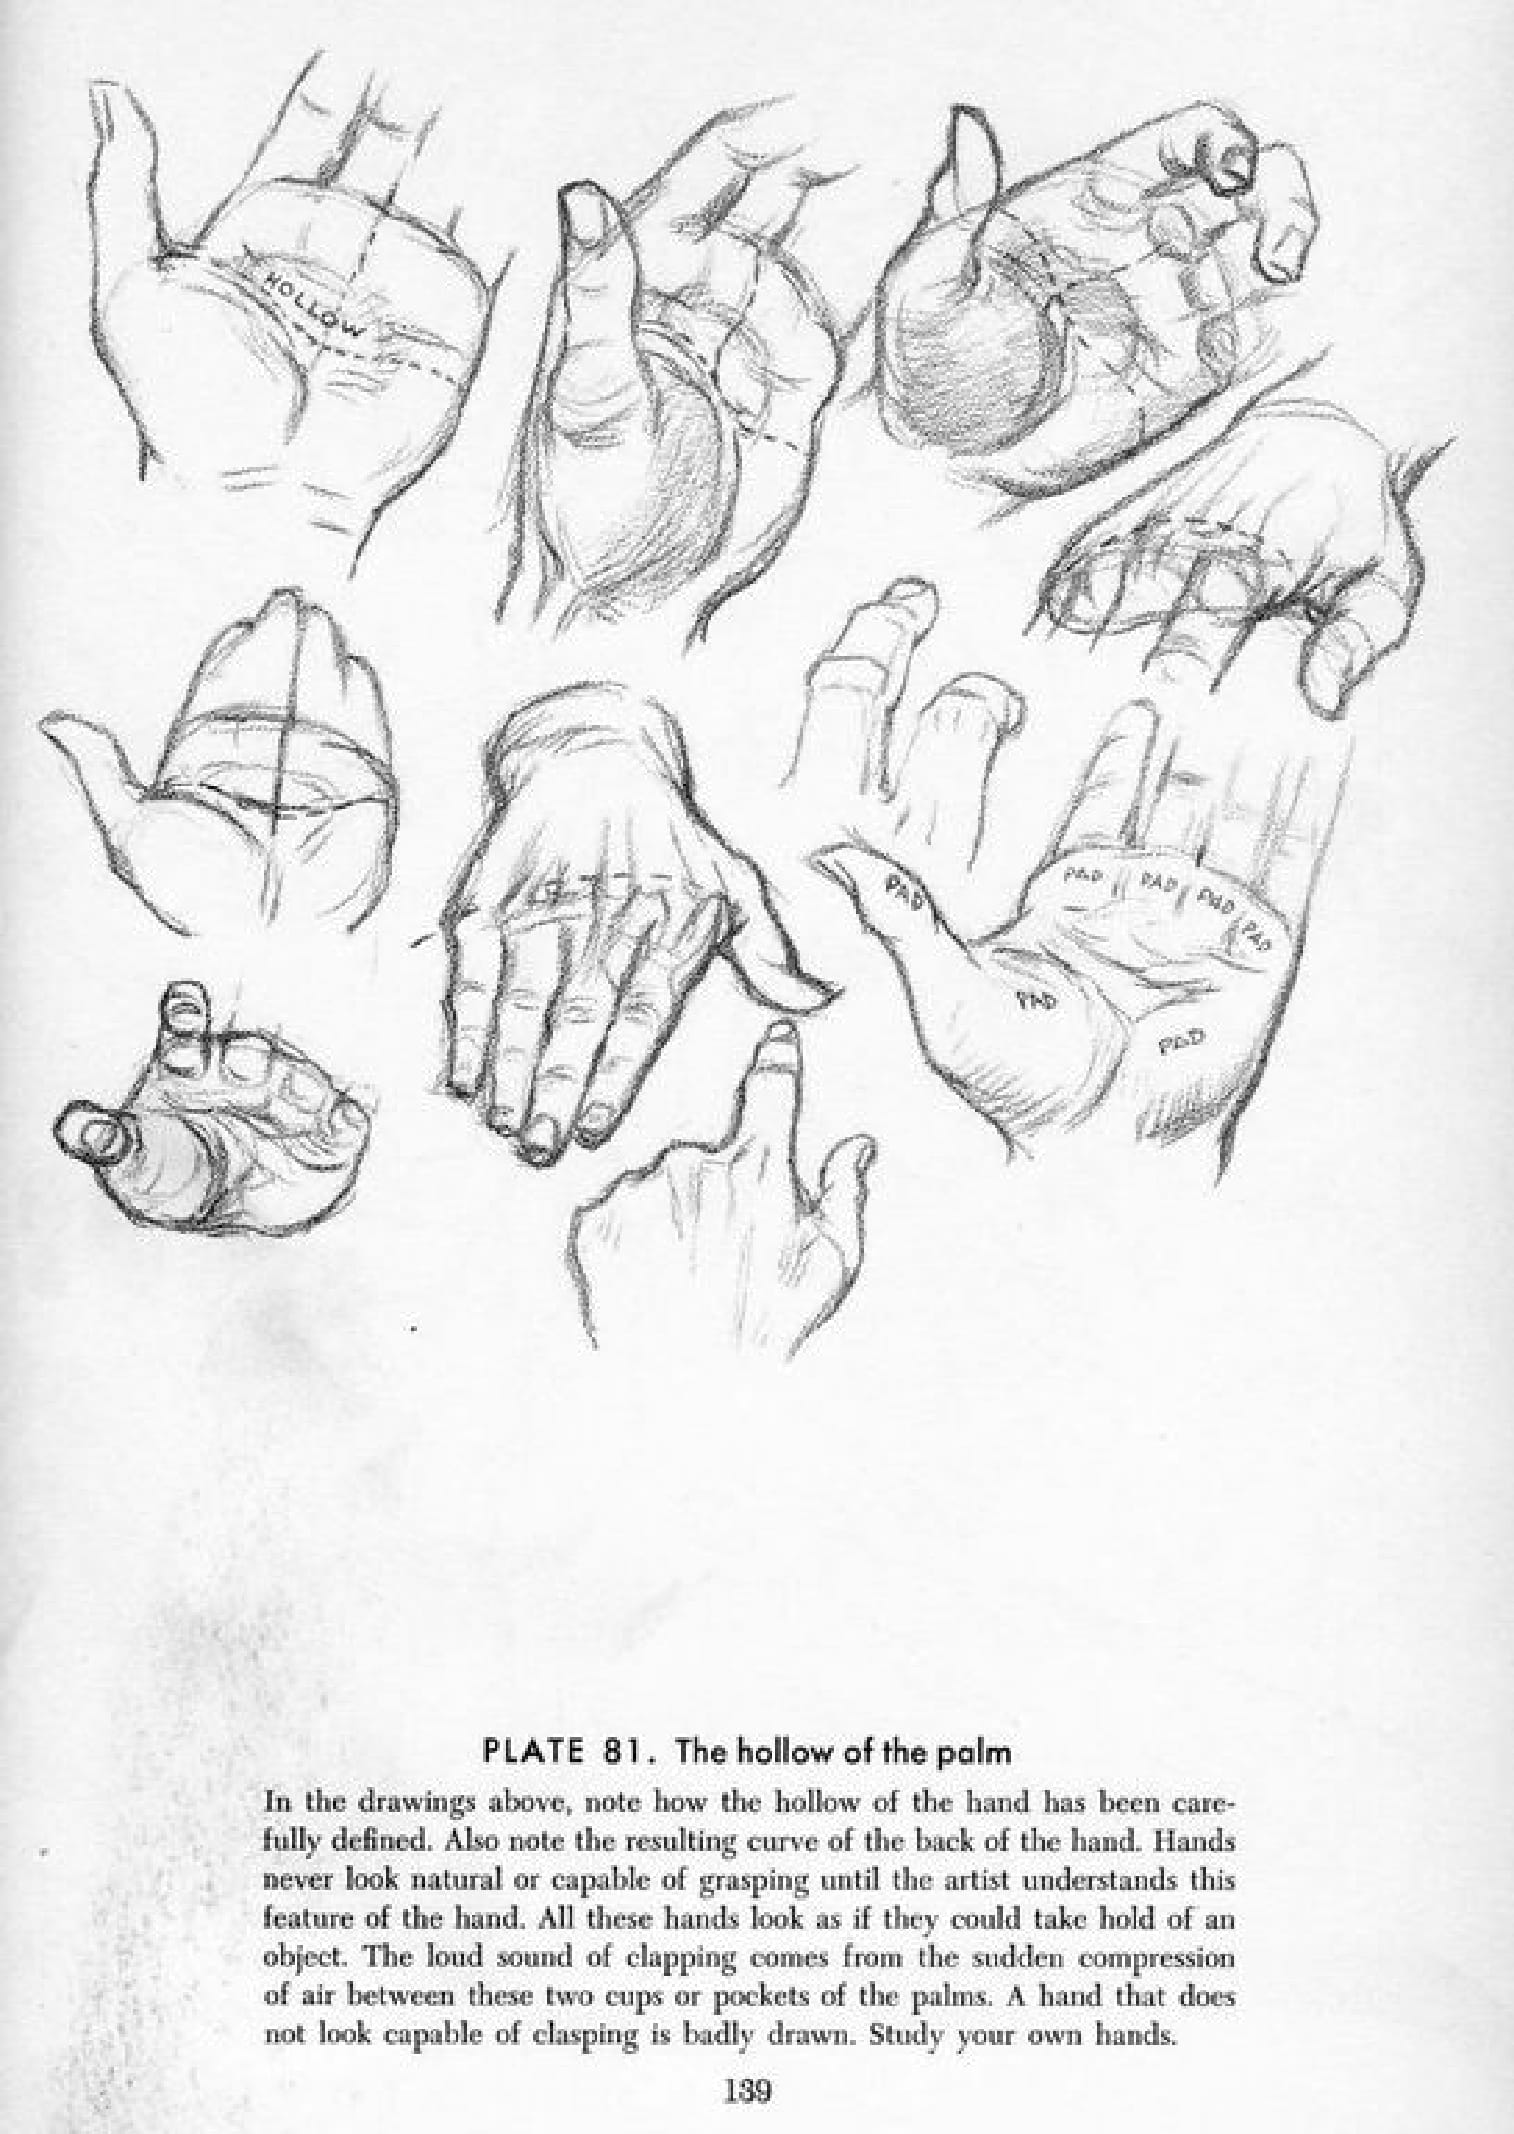 HOLLOW
PAD
PAD PAD PAD PAD
PAD
PAD
PLATE 81. The hollow of the palm
In the drawings above, note how the hollow of the hand has been care-
fully defined. Also note the resulting curve of the back of the hand. Hands
never look natural or capable of grasping until the artist understands this
feature of the hand. All these hands look as if they could take hold of an
object. The loud sound of clapping comes from the sudden compression
of air between these two cups or pockets of the palms. A hand that does
not look capable of clasping is badly drawn. Study your own hands.
139